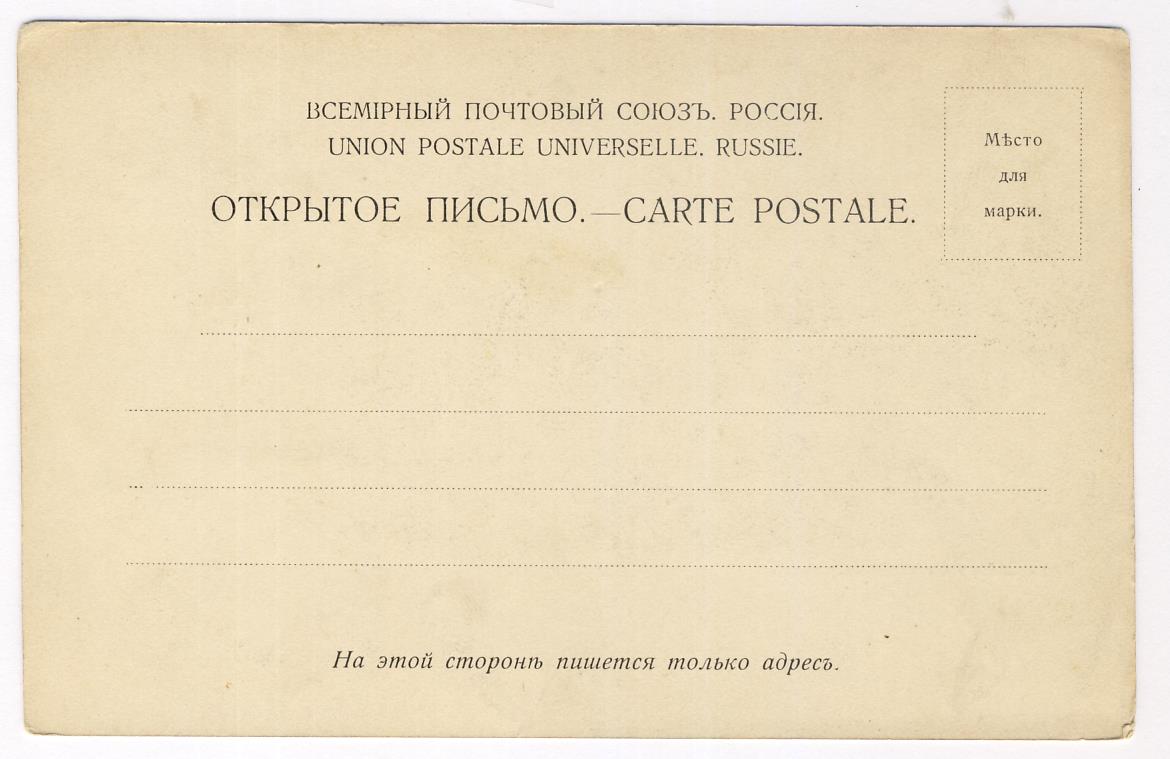 ВСЕМІРНЫЙ ПОЧТОВЫЙ СОЮЗЪ. РОССІЯ.
UNION POSTALE UNIVERSELLE. RUSSIE.
ОТКРЫТОЕ ПИСЬМО.—CARTE POSTALE.
Мѣсто
для
марки.
На этой сторонѣ пишется только адресъ.